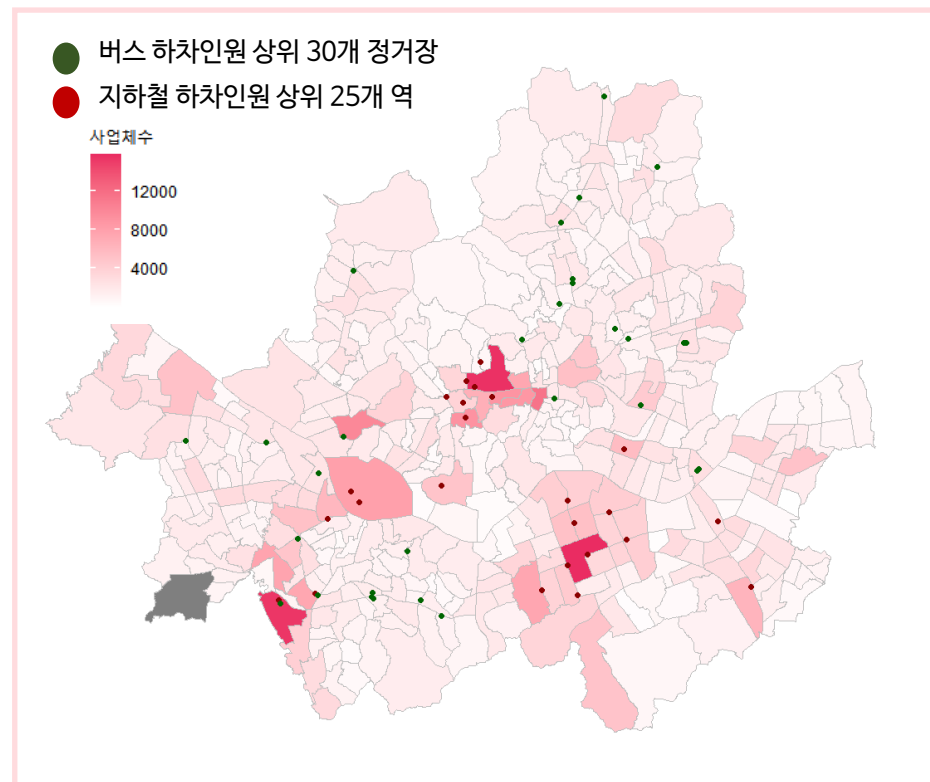 버스 하차인원 상위 30개 정거장
지하철 하차인원 상위 25개 역
사업체수
12000
8000
4000